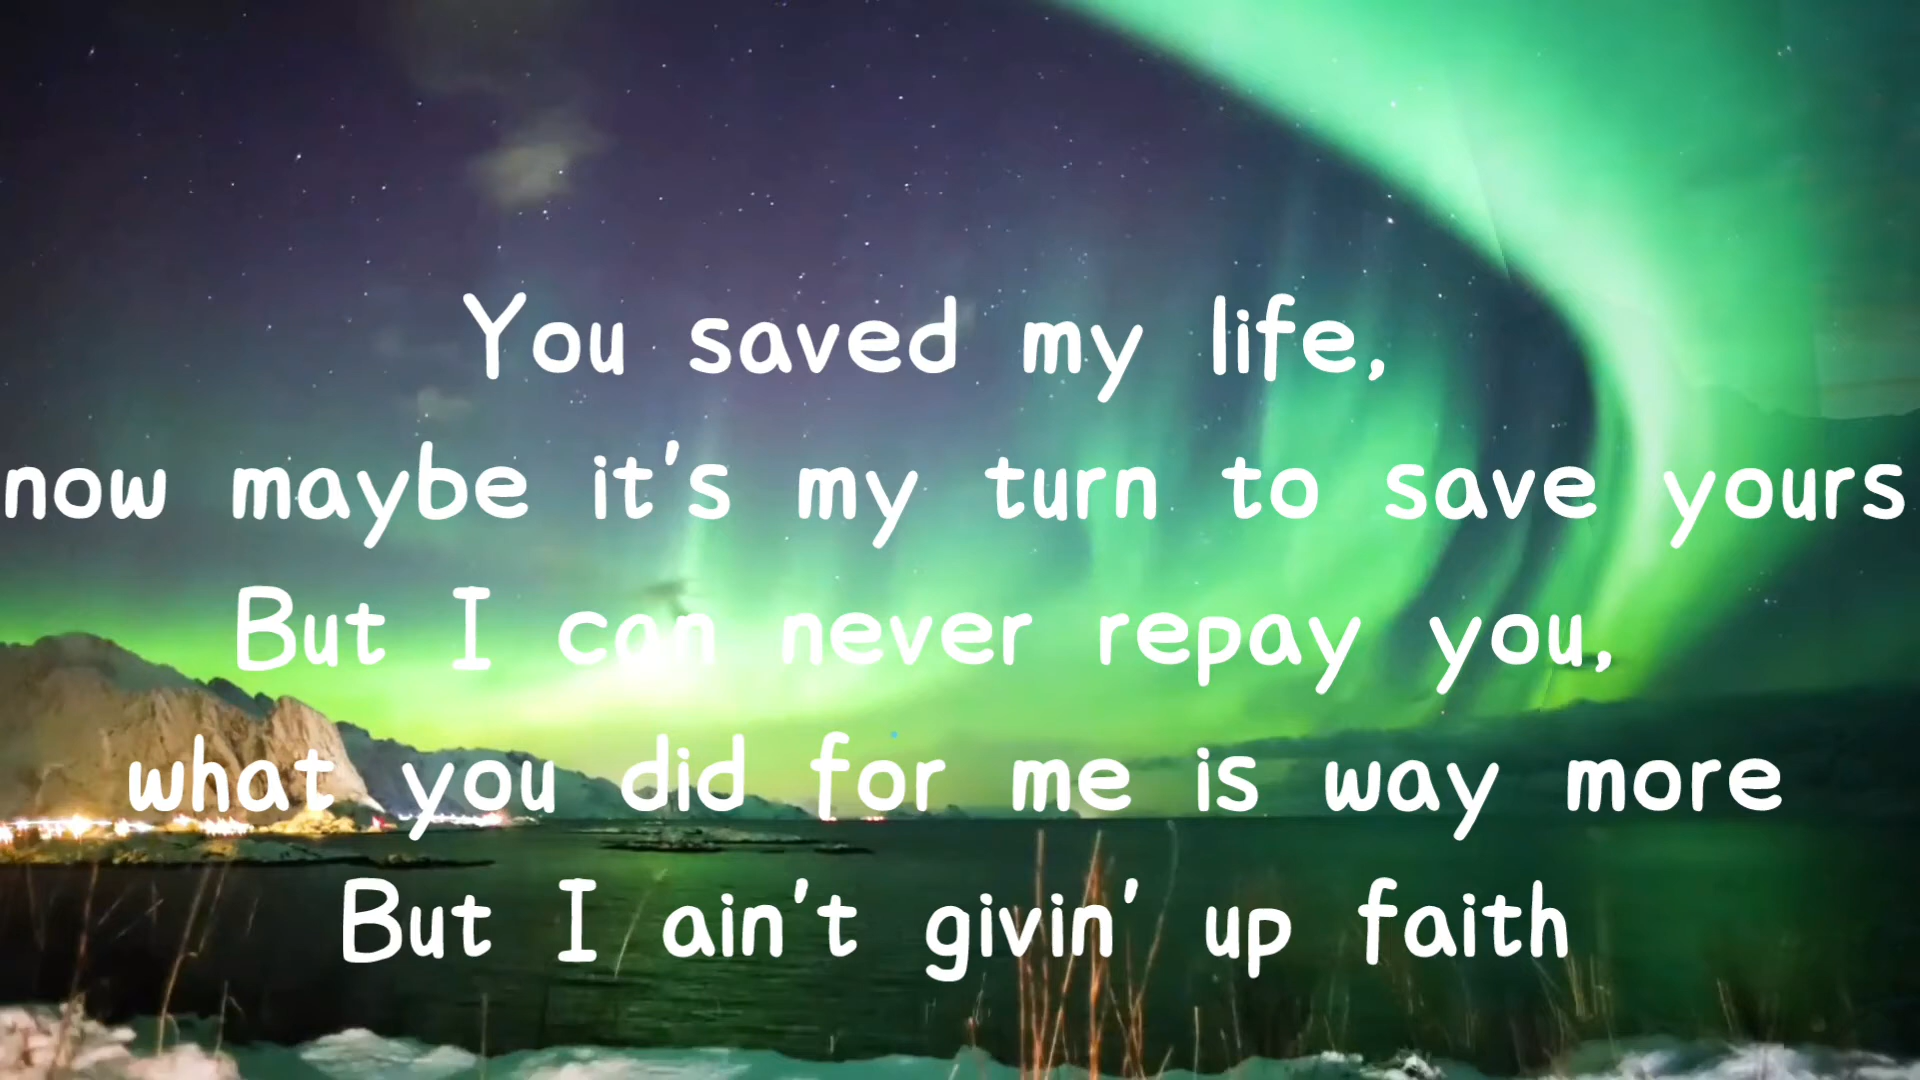 You saved my life,
now maybe it's my turn to save yours
But I can never repay you,
what you did for me is way more
But I ain't givin' up faith